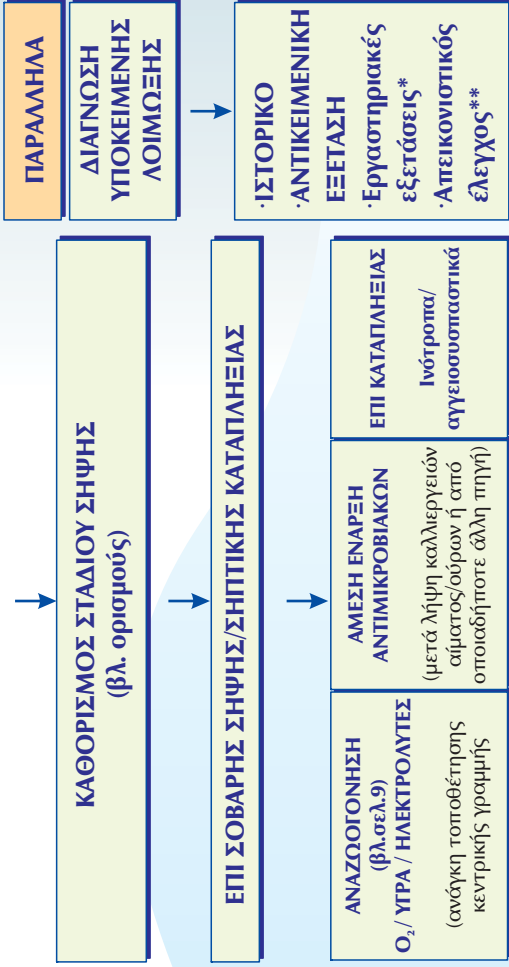 ΚΑΘΟΡΙΣΜΟΣ ΣΤΑΔΙΟΥ ΣΗΨΗΣ
(βλ. ορισμούς)
ΕΠΙ ΣΟΒΑΡΗΣ ΣΗΨΗΣ/ΣΗΠΤΙΚΗΣ ΚΑΤΑΠΛΗΞΙΑΣ
ΑΝΑΖΩΟΓΟΝΗΣΗ
(βλ.σελ.9)
Ο₂/ ΥΓΡΑ / ΗΛΕΚΤΡΟΛΥΤΕΣ
(ανάγκη τοποθέτησης
κεντρικής γραμμής
ΑΜΕΣΗ ΕΝΑΡΞΗ
ΑΝΤΙΜΙΚΡΟΒΙΑΚΩΝ
(μετά λήψη καλλιεργειών
αίματος/ούρων ή από
οποιαδήποτε άλλη πηγή)
ΕΠΙ ΚΑΤΑΠΛΗΞΙΑΣ
Ινότροπα/
αγγειοσυσπαστικά
ΠΑΡΑΛΛΗΛΑ
ΔΙΑΓΝΩΣΗ
ΥΠΟΚΕΙΜΕΝΗΣ
ΛΟΙΜΩΞΗΣ
·ΙΣΤΟΡΙΚΟ
·ΑΝΤΙΚΕΙΜΕΝΙΚΗ
ΕΞΕΤΑΣΗ
·Εργαστηριακές
εξετάσεις*
·Απεικονιστικός
έλεγχος**